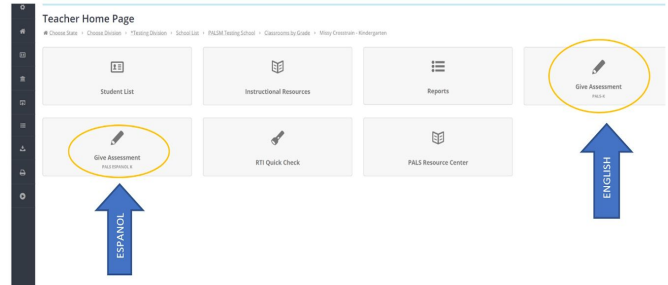 Teacher Home Page
Choose State › Choose Division › *Testing Division › School List › PALSM Testing School › Classrooms by Grade › Missy Crosstrain - Kindergarten
Student List
Instructional Resources
Reports
Give Assessment
PALS-K
Give Assessment
PALS ESPANOL K
RTI Quick Check
PALS Resource Center
ESPANOL
ENGLISH